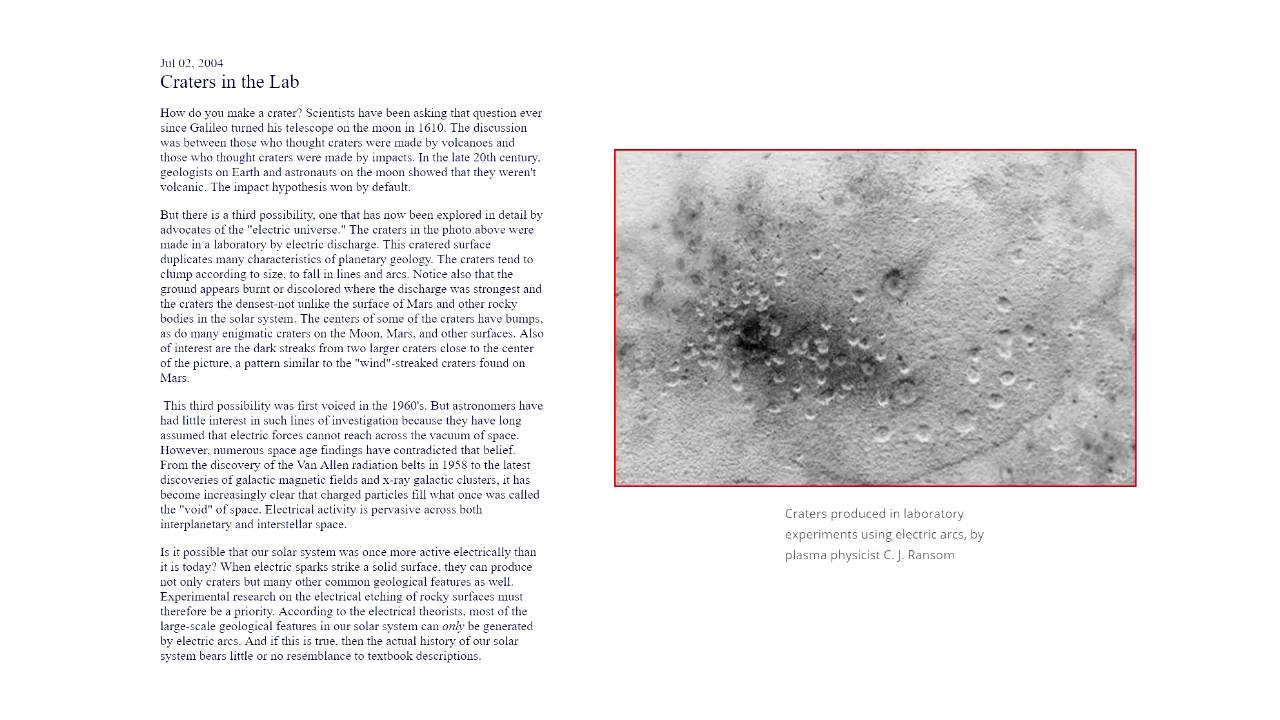 Jul 02, 2004
Craters in the Lab
How do you make a crater? Scientists have been asking that question ever
since Galileo turned his telescope on the moon in 1610. The discussion
was between those who thought craters were made by volcanoes and
those who thought craters were made by impacts. In the late 20th century,
geologists on Earth and astronauts on the moon showed that they weren't
volcanic. The impact hypothesis won by default.
But there is a third possibility, one that has now been explored in detail by
advocates of the "electric universe." The craters in the photo above were
made in a laboratory by electric discharge. This cratered surface
duplicates many characteristics of planetary geology. The craters tend to
clump according to size, to fall in lines and arcs. Notice also that the
ground appears burnt or discolored where the discharge was strongest and
the craters the densest-not unlike the surface of Mars and other rocky
bodies in the solar system. The centers of some of the craters have bumps,
as do many enigmatic craters on the Moon, Mars, and other surfaces. Also
of interest are the dark streaks from two larger craters close to the center
of the picture, a pattern similar to the "wind"-streaked craters found on
Mars.
This third possibility was first voiced in the 1960's. But astronomers have
had little interest in such lines of investigation because they have long
assumed that electric forces cannot reach across the vacuum of space.
However, numerous space age findings have contradicted that belief.
From the discovery of the Van Allen radiation belts in 1958 to the latest
discoveries of galactic magnetic fields and x-ray galactic clusters, it has
become increasingly clear that charged particles fill what once was called
the "void" of space. Electrical activity is pervasive across both
interplanetary and interstellar space.
Is it possible that our solar system was once more active electrically than
it is today? When electric sparks strike a solid surface, they can produce
not only craters but many other common geological features as well.
Experimental research on the electrical etching of rocky surfaces must
therefore be a priority. According to the electrical theorists, most of the
large-scale geological features in our solar system can only be generated
by electric arcs. And if this is true, then the actual history of our solar
system bears little or no resemblance to textbook descriptions.
Craters produced in laboratory
experiments using electric arcs, by
plasma physicist C. J. Ransom